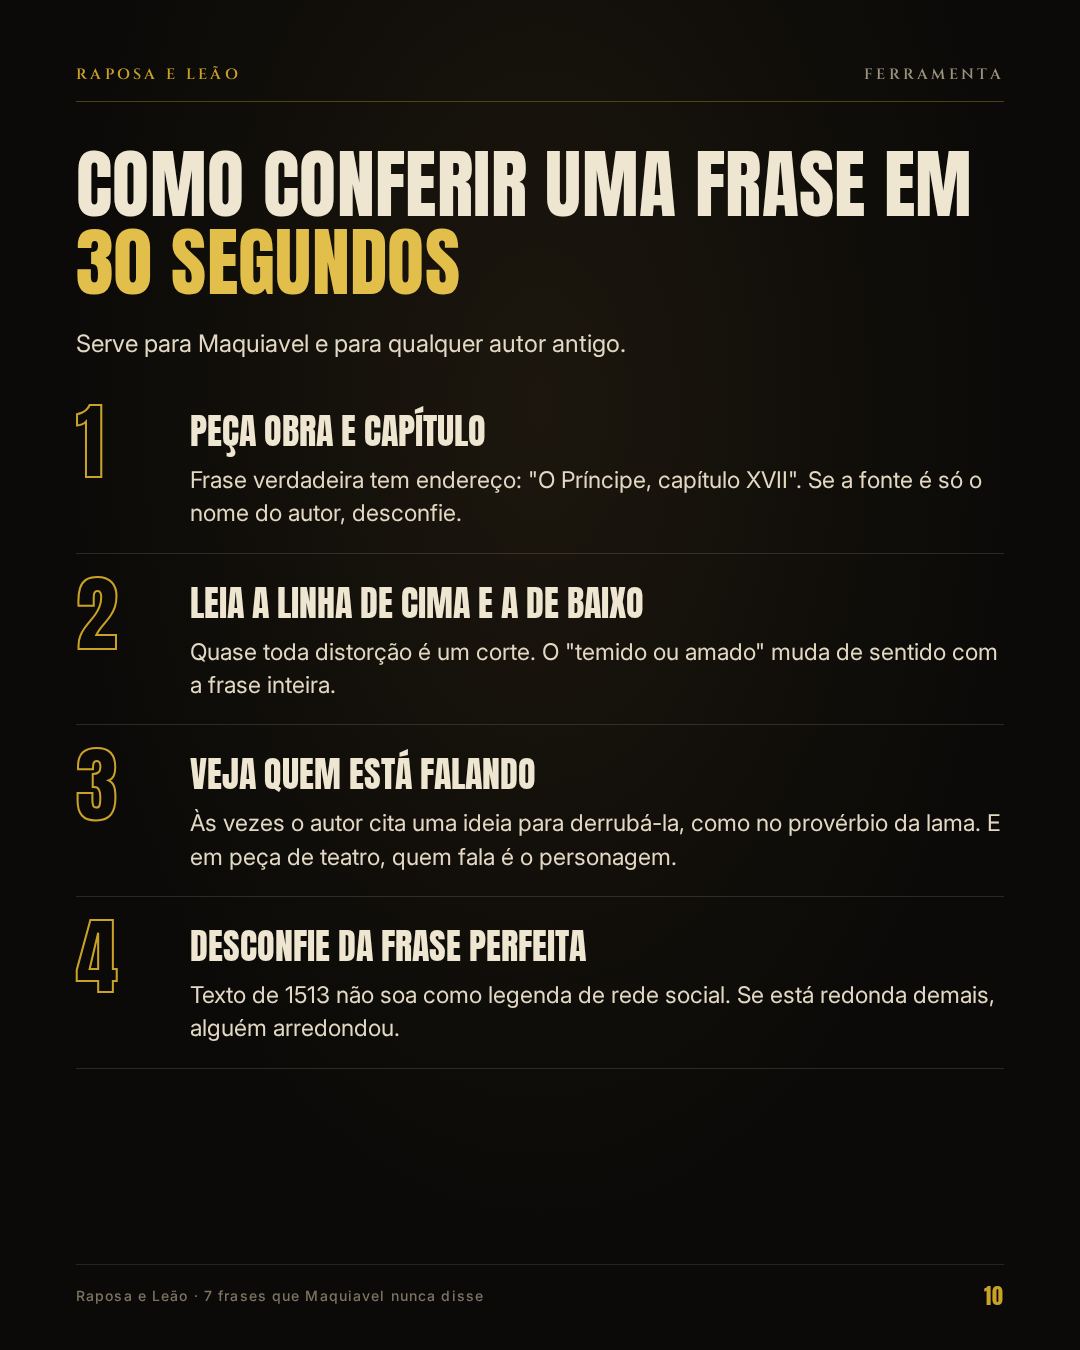 RAPOSA E LEÃO
FERRAMENTA
COMO CONFERIR UMA FRASE EM
30 SEGUNDOS
Serve para Maquiavel e para qualquer autor antigo.
1
PEÇA OBRA E CAPÍTULO
Frase verdadeira tem endereço: "O Príncipe, capítulo XVII". Se a fonte é só o
nome do autor, desconfie.
2
LEIA A LINHA DE CIMA E A DE BAIXO
Quase toda distorção é um corte. O "temido ou amado" muda de sentido com
a frase inteira.
3
VEJA QUEM ESTÁ FALANDO
Às vezes o autor cita uma ideia para derrubá-la, como no provérbio da lama. E
em peça de teatro, quem fala é o personagem.
4
DESCONFIE DA FRASE PERFEITA
Texto de 1513 não soa como legenda de rede social. Se está redonda demais,
alguém arredondou.
Raposa e Leão · 7 frases que Maquiavel nunca disse
10